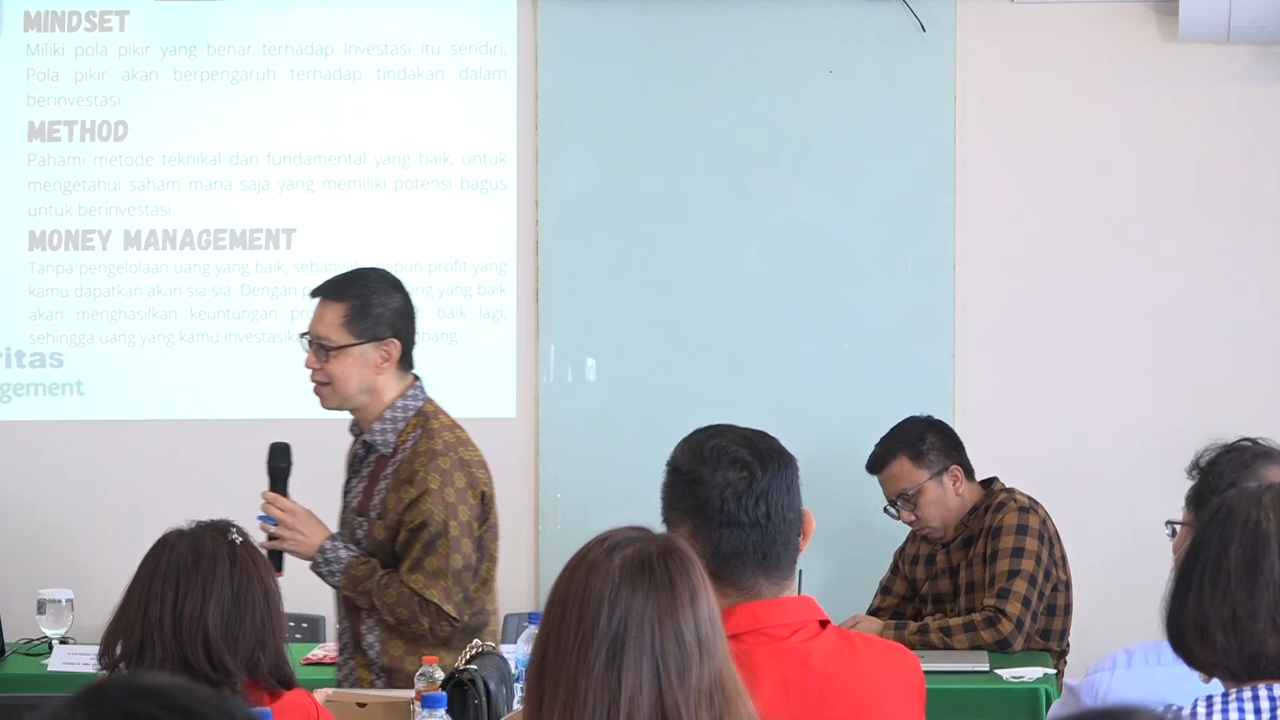 MINDSET
Miliki pola pikir yang benar terhadap Investasi itu sendiri,
Pola pikir akan berpengaruh terhadap tindakan dalam
berinvestasi.
METHOD
Pahami metode teknikal dan fundamental yang baik, untuk
mengetahui saham mana saja yang memiliki potensi bagus
untuk berinvestasi.
MONEY MANAGEMENT
Tanpa pengelolaan uang yang baik, profit yang
kamu dapatkan akan sia sia. Dengan yang baik
akan menghasilkan keuntungan baik lagi,
sehingga uang yang kamu
ritas
gement